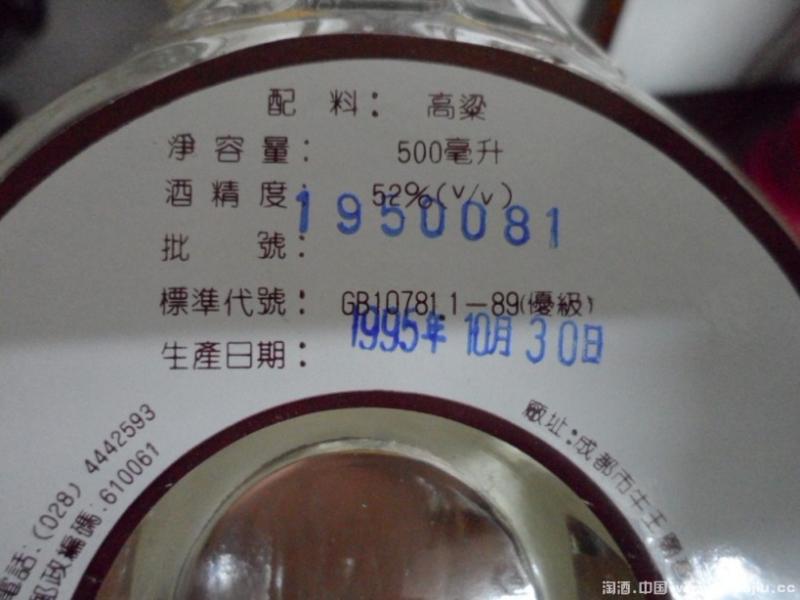 配料：高粱
淨容量：500毫升
酒精度：52%(v/v)
批號：1950081
標準代號：GB10781.1－89(優級)
生產日期：1995年10月30日
電話：(028) 4442593
郵政編碼：610061
廠址：成都市牛王
淘酒.中国